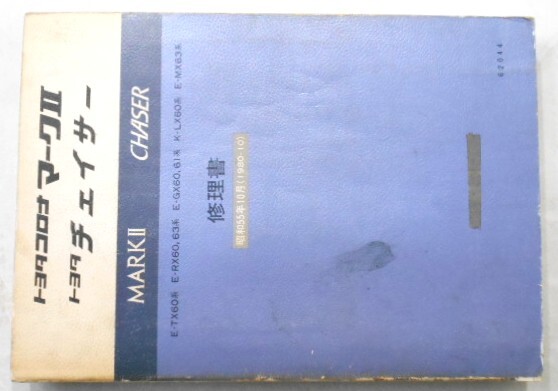 トヨタコロナ マークII
トヨタ チェイサー
MARK II CHASER
E-TX60系 E-RX60,63系 E-GX60,61系 K-LX60系 E-MX63系
修理書
昭和55年10月(1980-10)
62044